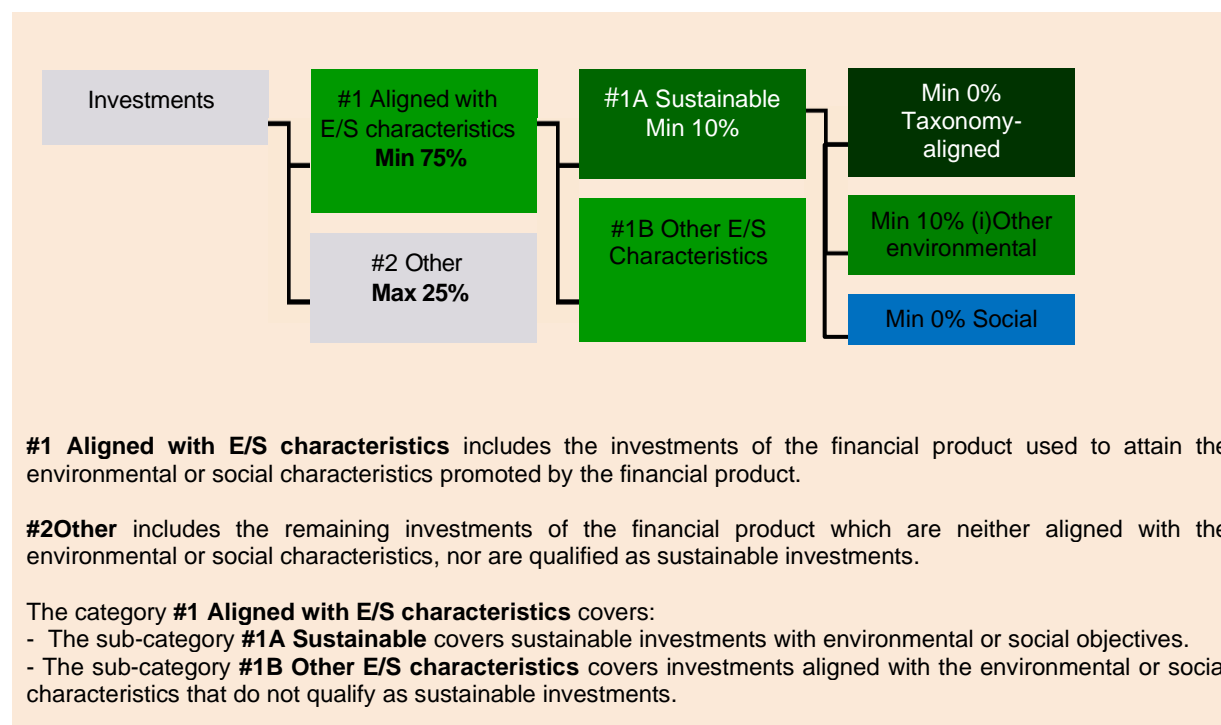 Investments
#1 Aligned with
E/S characteristics
Min 75%
#2 Other
Max 25%
#1A Sustainable
Min 10%
#1B Other E/S
Characteristics
Min 0%
Taxonomy-
aligned
Min 10% (i)Other
environmental
Min 0% Social
#1 Aligned with E/S characteristics includes the investments of the financial product used to attain the
environmental or social characteristics promoted by the financial product.
#2Other includes the remaining investments of the financial product which are neither aligned with the
environmental or social characteristics, nor are qualified as sustainable investments.
The category #1 Aligned with E/S characteristics covers:
- The sub-category #1A Sustainable covers sustainable investments with environmental or social objectives.
- The sub-category #1B Other E/S characteristics covers investments aligned with the environmental or social
characteristics that do not qualify as sustainable investments.